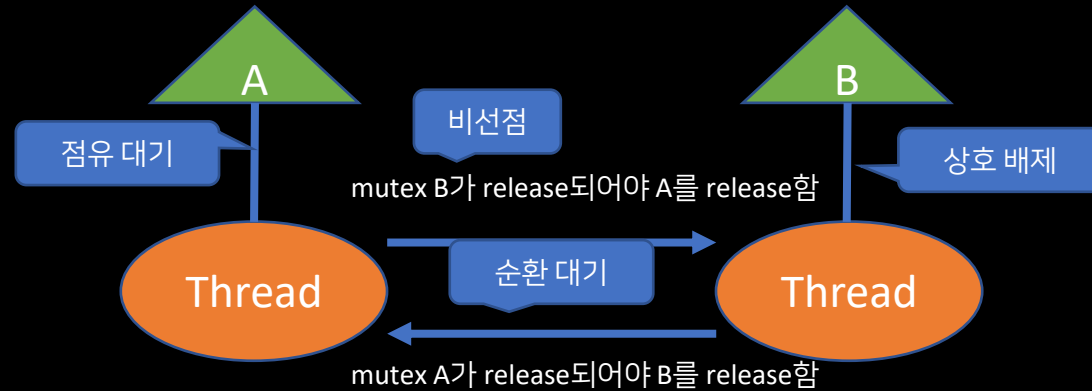 A
B
비선점
점유 대기
상호 배제
mutex B가 release되어야 A를 release함
Thread
순환 대기
Thread
mutex A가 release되어야 B를 release함